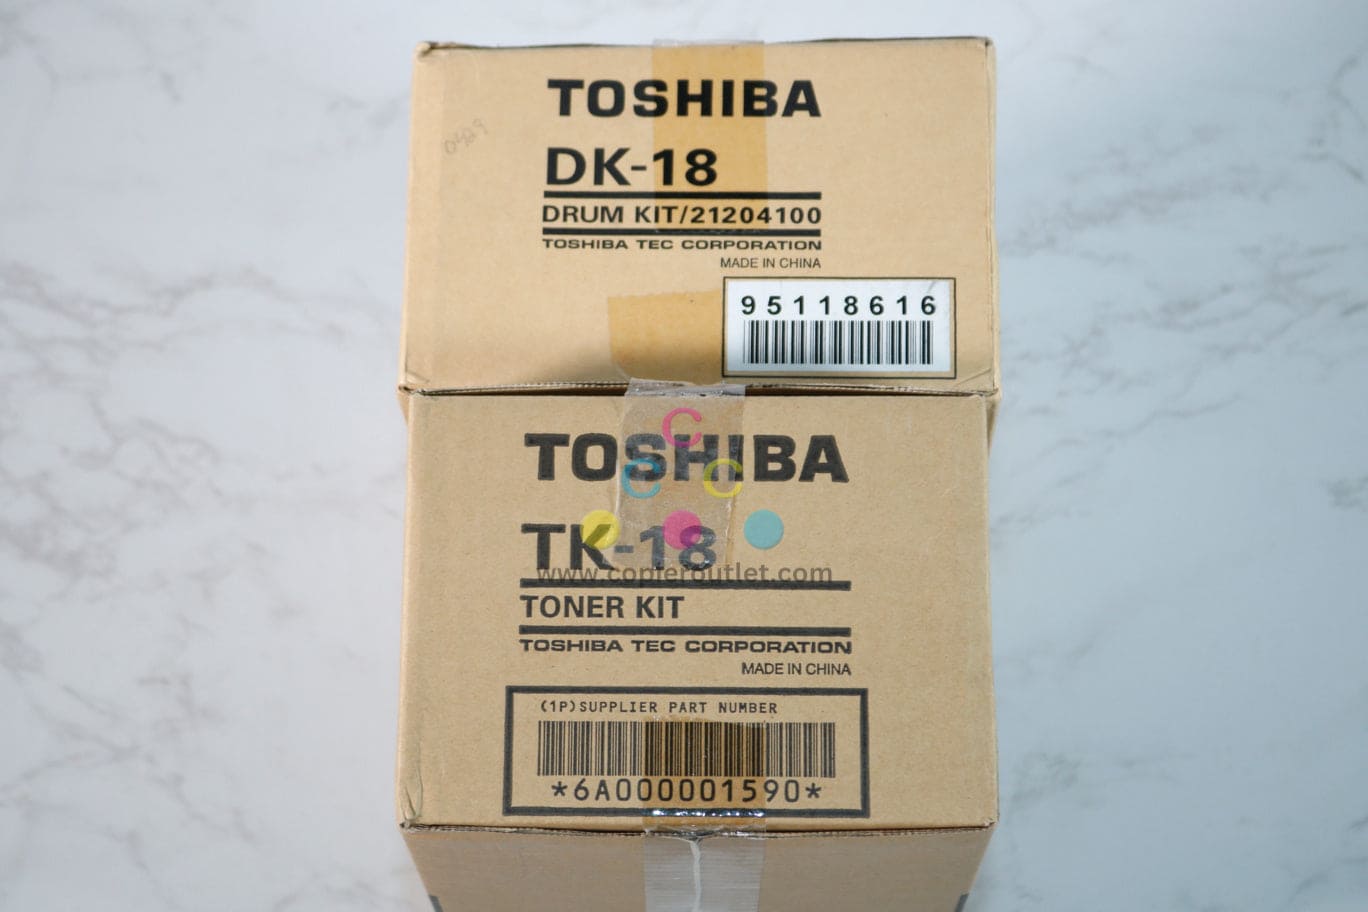 TOSHIBA
0429
DK-18
DRUM KIT/21204100
TOSHIBA TEC CORPORATION
MADE IN CHINA
95118616
C
TOSHIBA
C C
TK-18
www.copieroutlet.com
TONER KIT
TOSHIBA TEC CORPORATION
MADE IN CHINA
(1P)SUPPLIER PART NUMBER
*6A000001590*